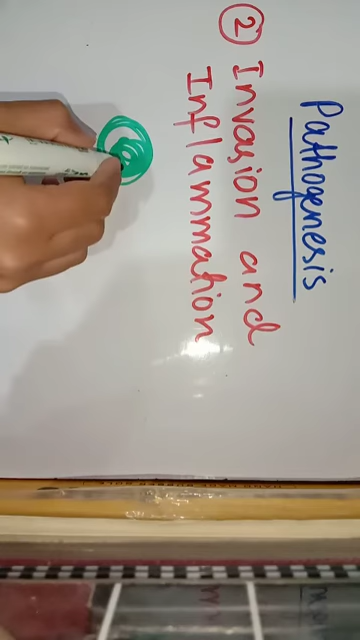 Pathogenesis
② Invasion and
Inflammation